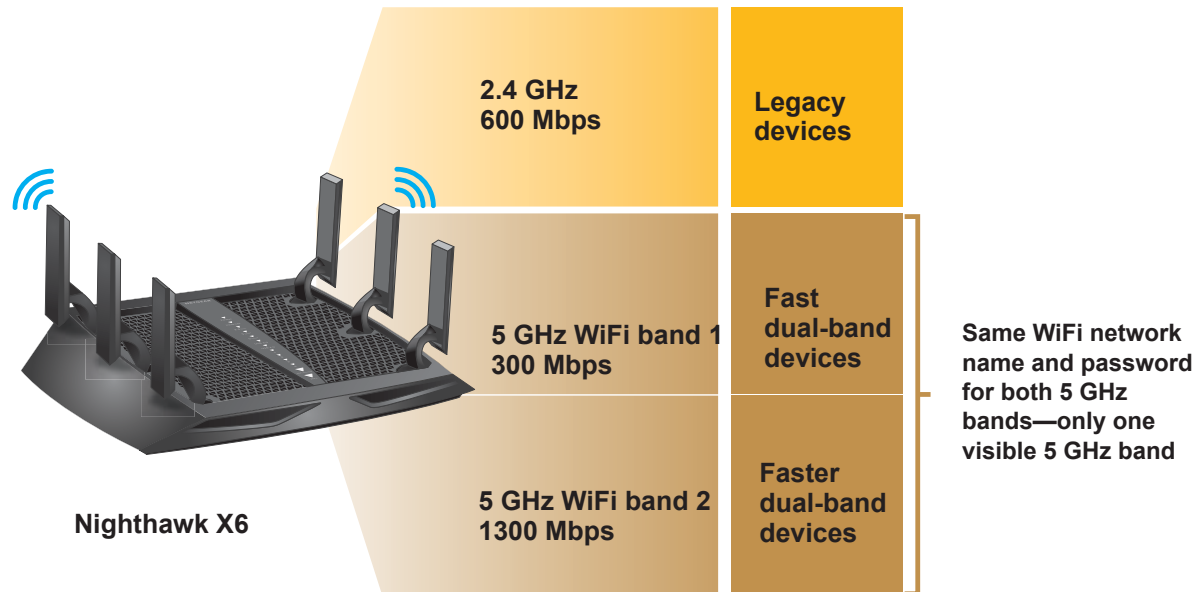 2.4 GHz
600 Mbps
Legacy
devices
5 GHz WiFi band 1
300 Mbps
Fast
dual-band
devices
5 GHz WiFi band 2
1300 Mbps
Faster
dual-band
devices
Same WiFi network
name and password
for both 5 GHz
bands—only one
visible 5 GHz band
Nighthawk X6